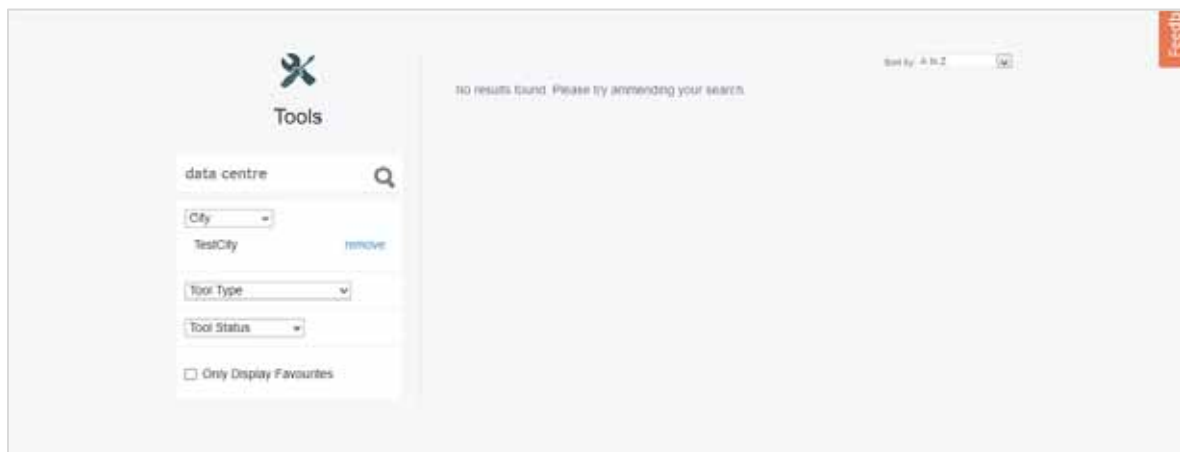 Feedb
Sort by A to Z
No results found. Please try ammending your search.
Tools
data centre
City
TestCity remove
Tool Type
Tool Status
Only Display Favourites